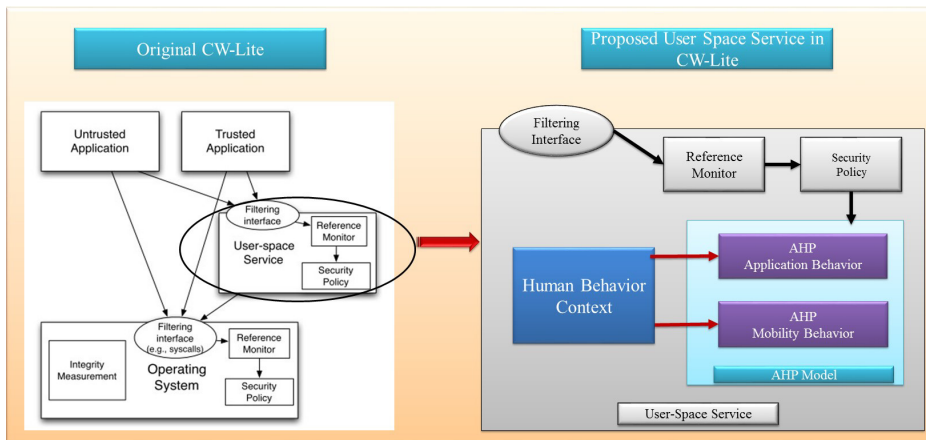 Original CW-Lite
Untrusted
Application
Trusted
Application
Filtering
interface
User-space
Service
Reference
Monitor
Security
Policy
Filtering
interface
(e.g., syscalls)
Operating
System
Integrity
Measurement
Reference
Monitor
Security
Policy
Proposed User Space Service in
CW-Lite
Filtering
Interface
Reference
Monitor
Security
Policy
Human Behavior
Context
AHP
Application Behavior
AHP
Mobility Behavior
AHP Model
User-Space Service